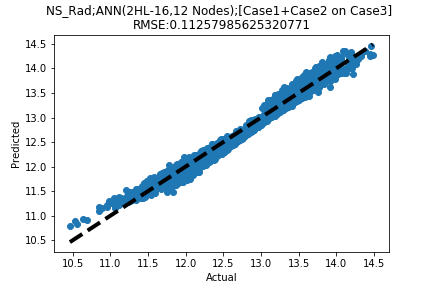 NS_Rad;ANN(2HL-16,12 Nodes);[Case1+Case2 on Case3]
RMSE:0.11257985625320771
14.5
14.0
13.5
13.0
12.5
12.0
11.5
11.0
10.5
Predicted
10.5 11.0 11.5 12.0 12.5 13.0 13.5 14.0 14.5
Actual